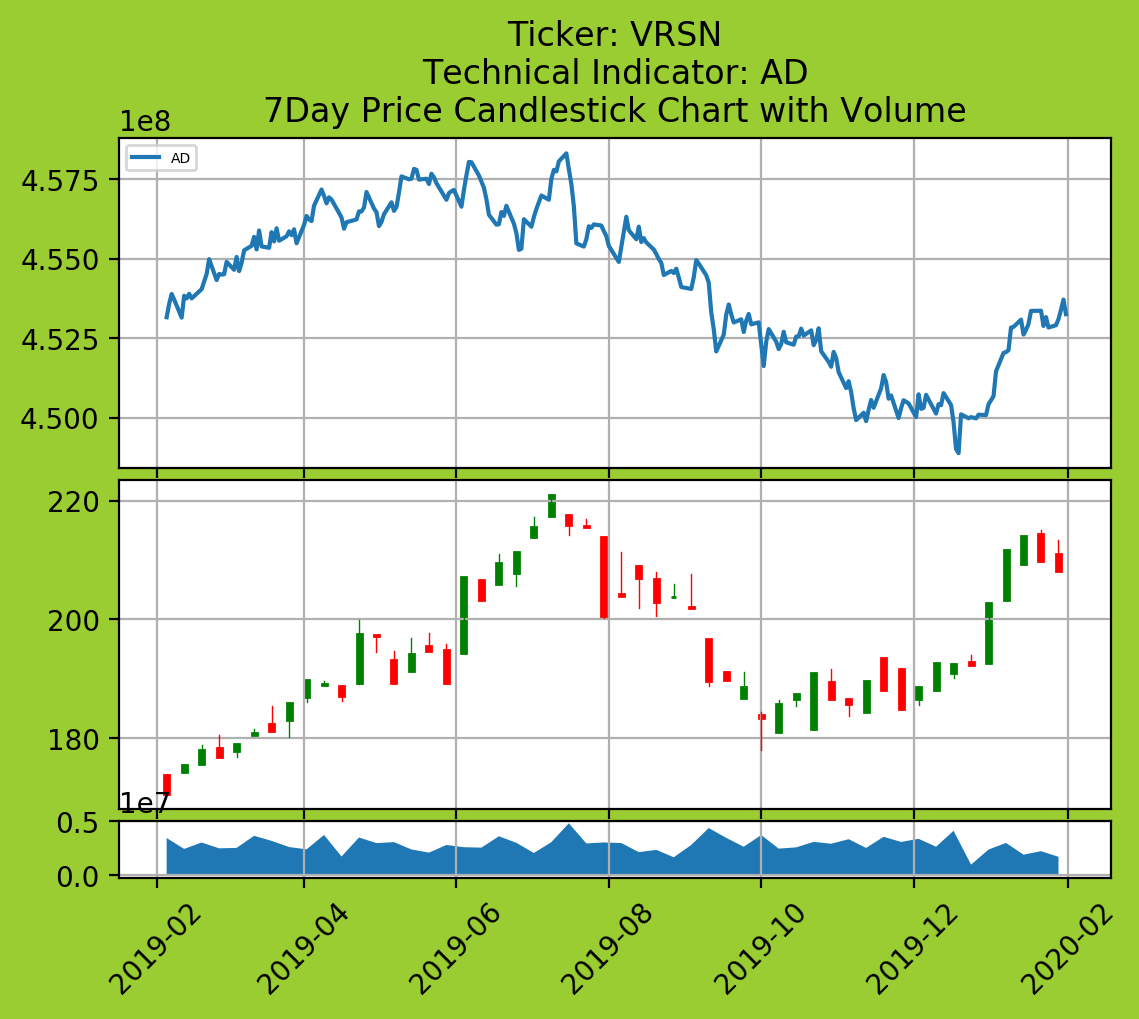 Ticker: VRSN
Technical Indicator: AD
7Day Price Candlestick Chart with Volume
1e8
AD
4.575
4.550
4.525
4.500
220
200
180
1e7
0.5
0.0
2019-02
2019-04
2019-06
2019-08
2019-10
2019-12
2020-02